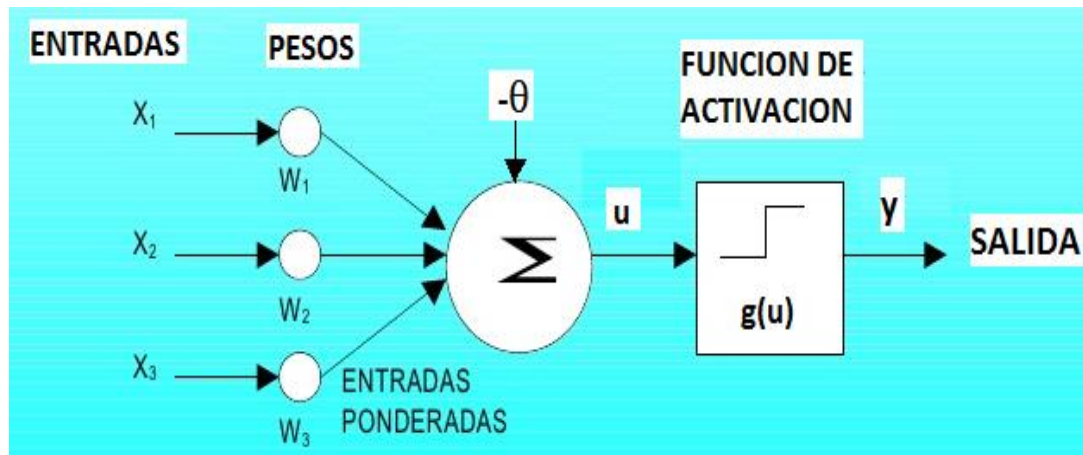 ENTRADAS
PESOS
FUNCION DE
ACTIVACION
-θ
X₁
W₁
X₂
W₂
X₃
W₃
ENTRADAS
PONDERADAS
Σ
u
g(u)
y
SALIDA